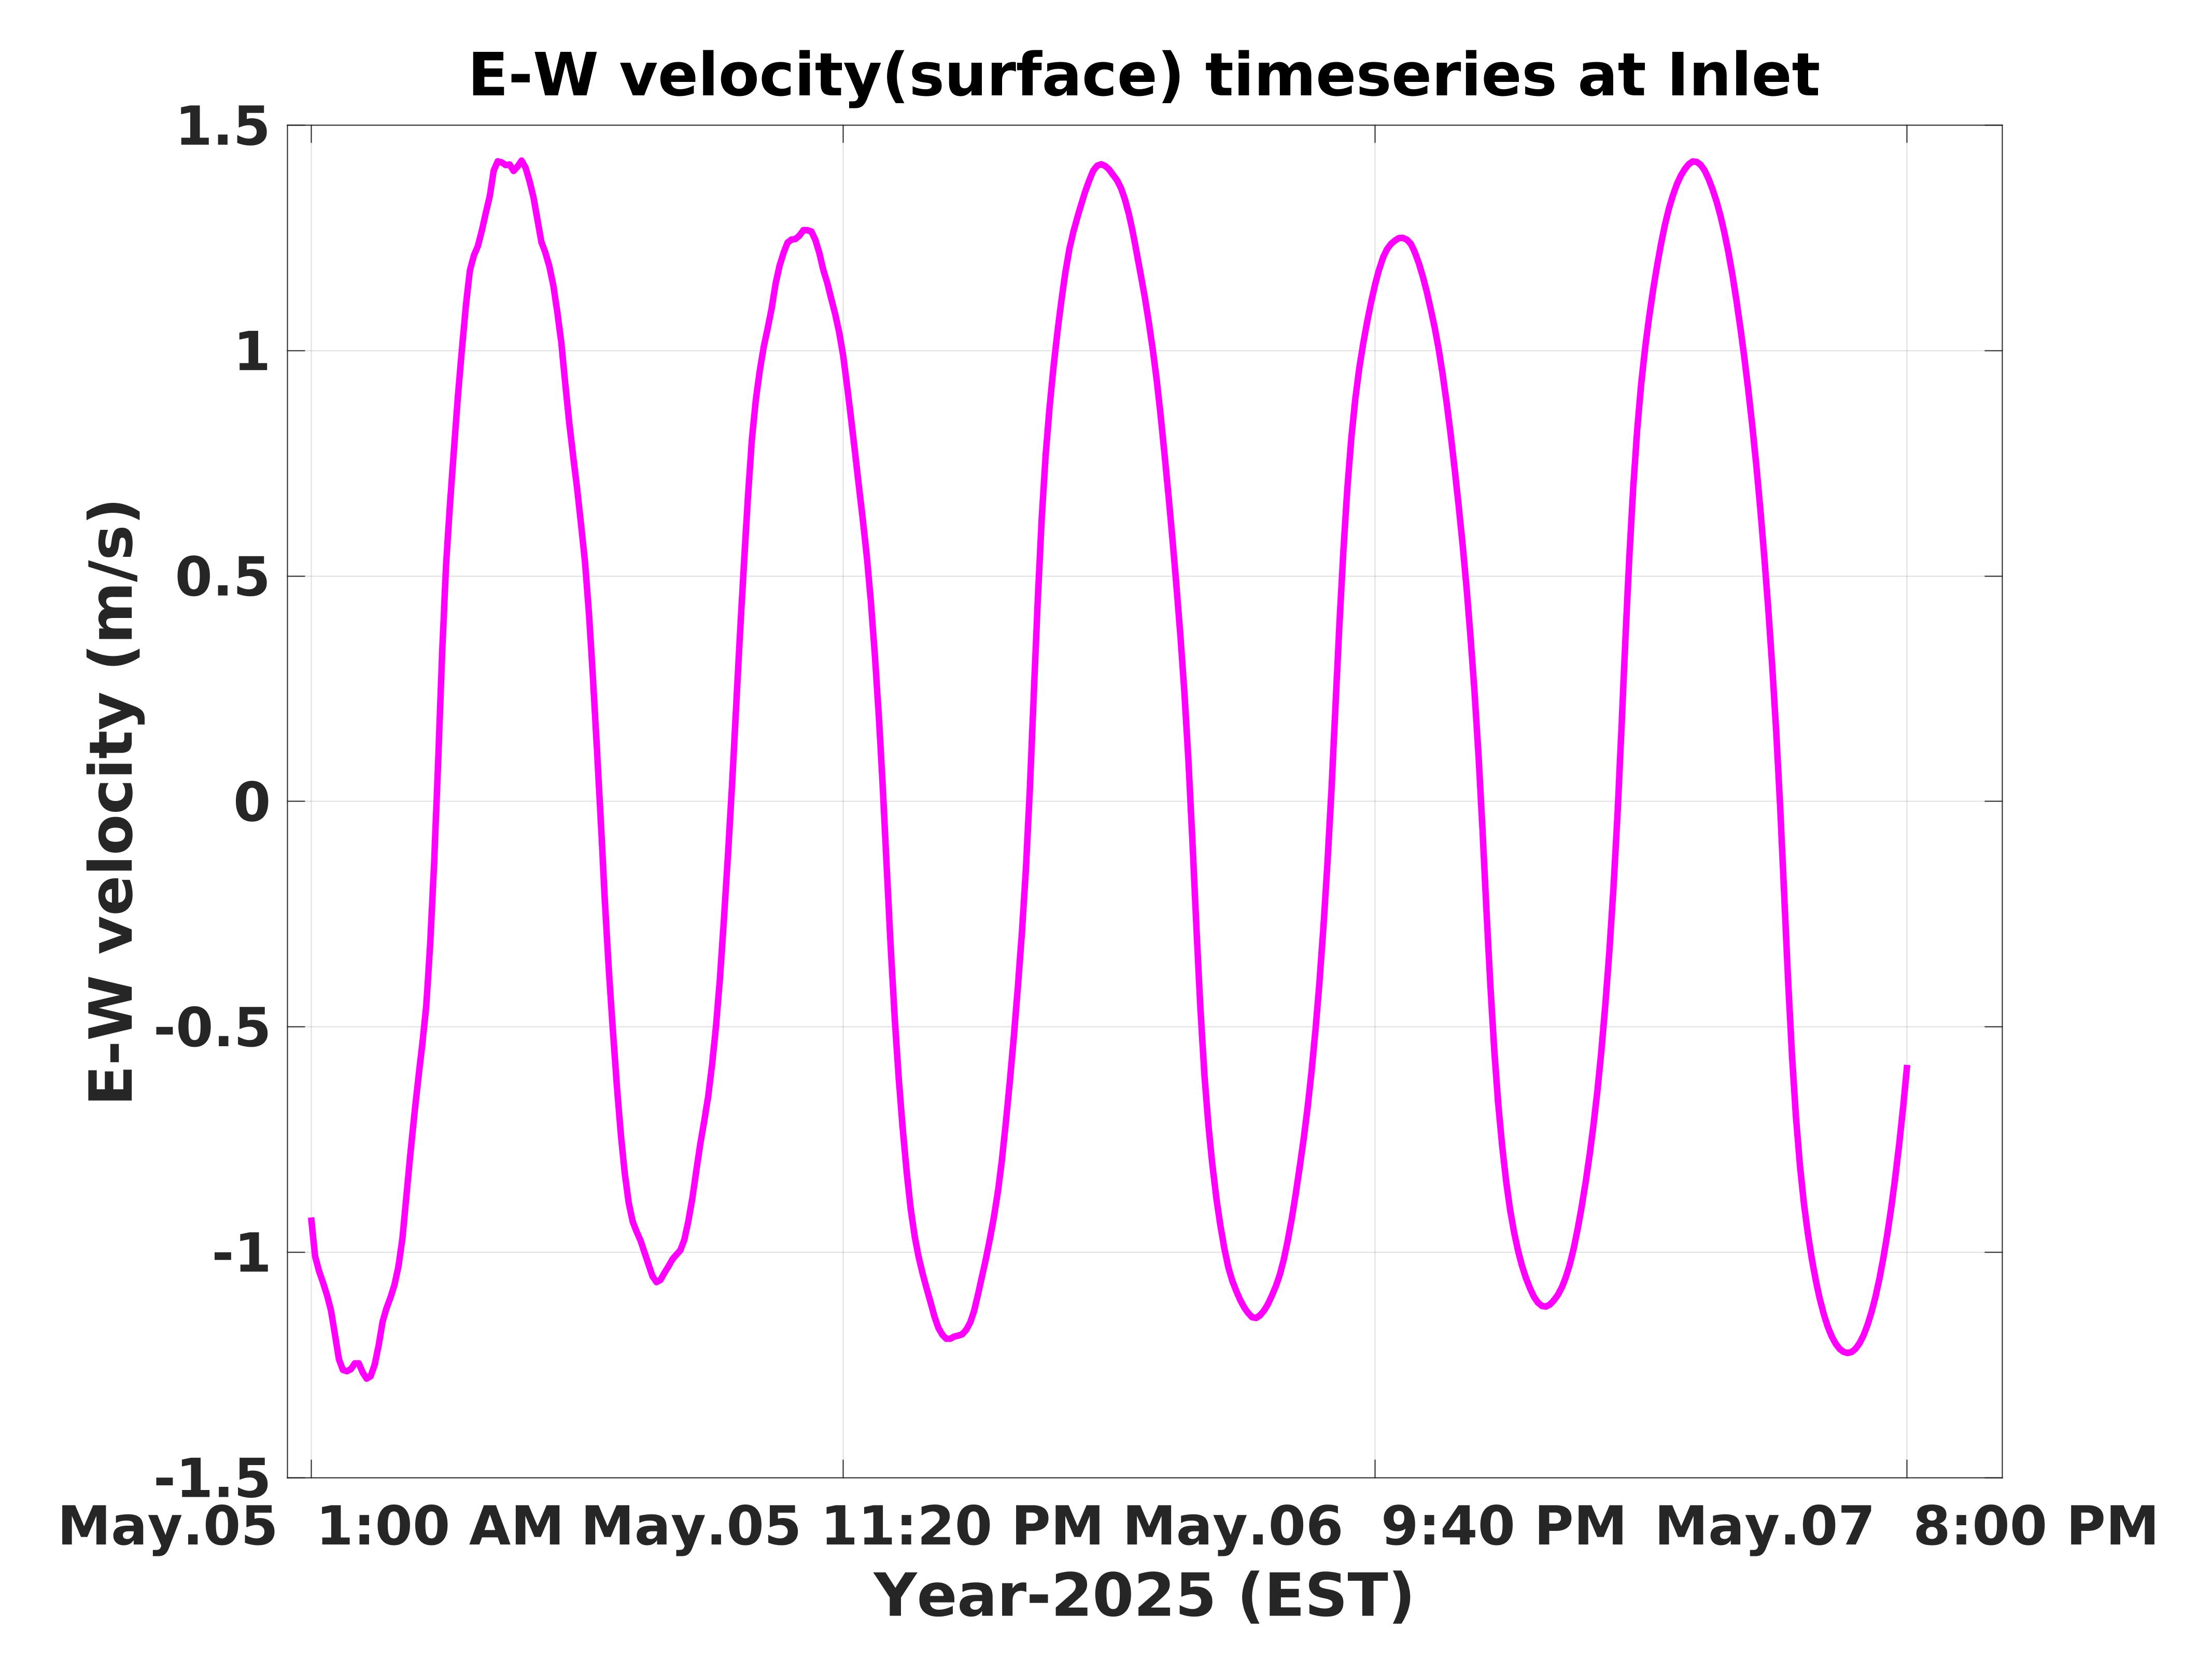 E-W velocity(surface) timeseries at Inlet
1.5
1
0.5
0
-0.5
-1
-1.5
E-W velocity (m/s)
May.05 1:00 AM May.05 11:20 PM May.06 9:40 PM May.07 8:00 PM
Year-2025 (EST)